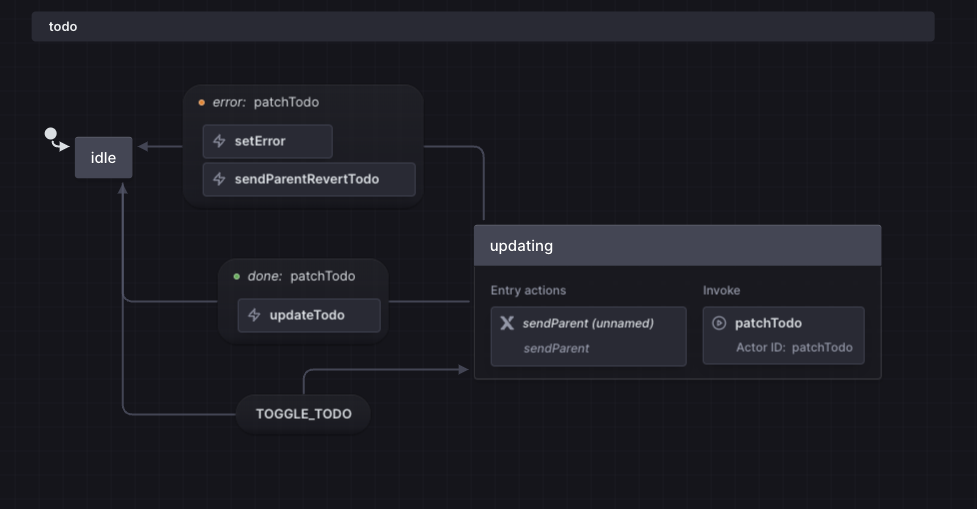 todo
error: patchTodo
setError
sendParentRevertTodo
idle
updating
Entry actions
sendParent (unnamed)
sendParent
Invoke
patchTodo
Actor ID: patchTodo
done: patchTodo
updateTodo
TOGGLE_TODO